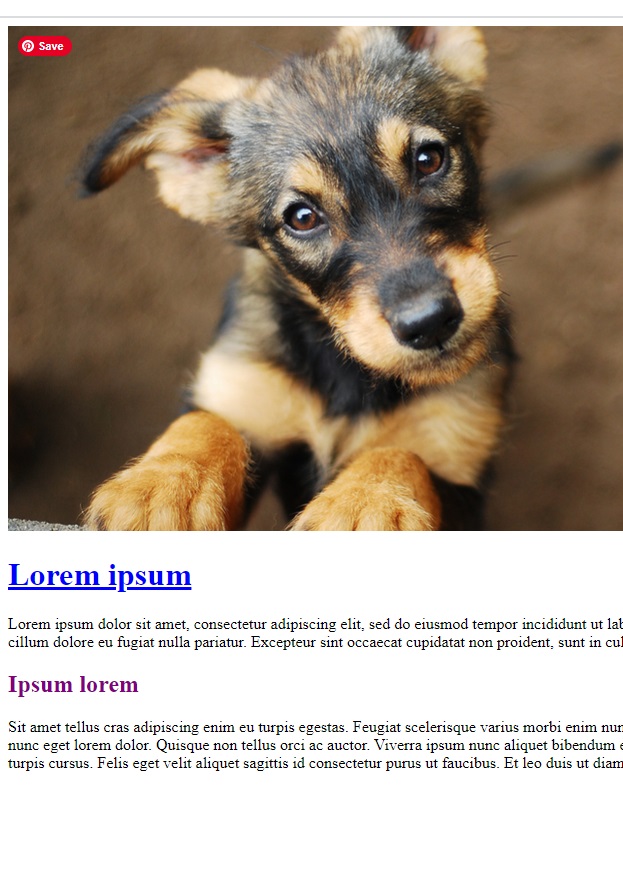 Save
Lorem ipsum
Lorem ipsum dolor sit amet, consectetur adipiscing elit, sed do eiusmod tempor incididunt ut lab
cillum dolore eu fugiat nulla pariatur. Excepteur sint occaecat cupidatat non proident, sunt in cul
Ipsum lorem
Sit amet tellus cras adipiscing enim eu turpis egestas. Feugiat scelerisque varius morbi enim nun
nunc eget lorem dolor. Quisque non tellus orci ac auctor. Viverra ipsum nunc aliquet bibendum e
turpis cursus. Felis eget velit aliquet sagittis id consectetur purus ut faucibus. Et leo duis ut diam